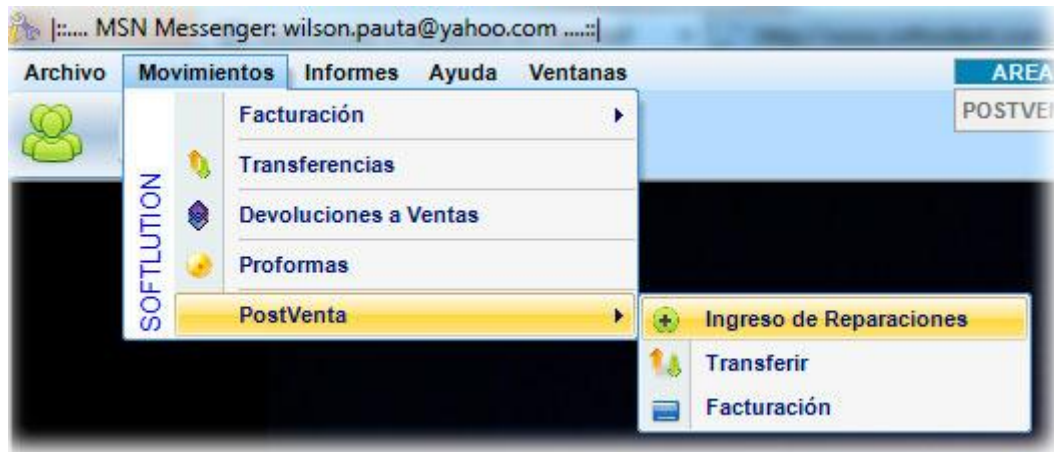 |::..... MSN Messenger: wilson.pauta@yahoo.com .....::|
Archivo Movimientos Informes Ayuda Ventanas
AREA
POSTVE
SOFTLUTION
Facturación
Transferencias
Devoluciones a Ventas
Proformas
PostVenta
Ingreso de Reparaciones
Transferir
Facturación